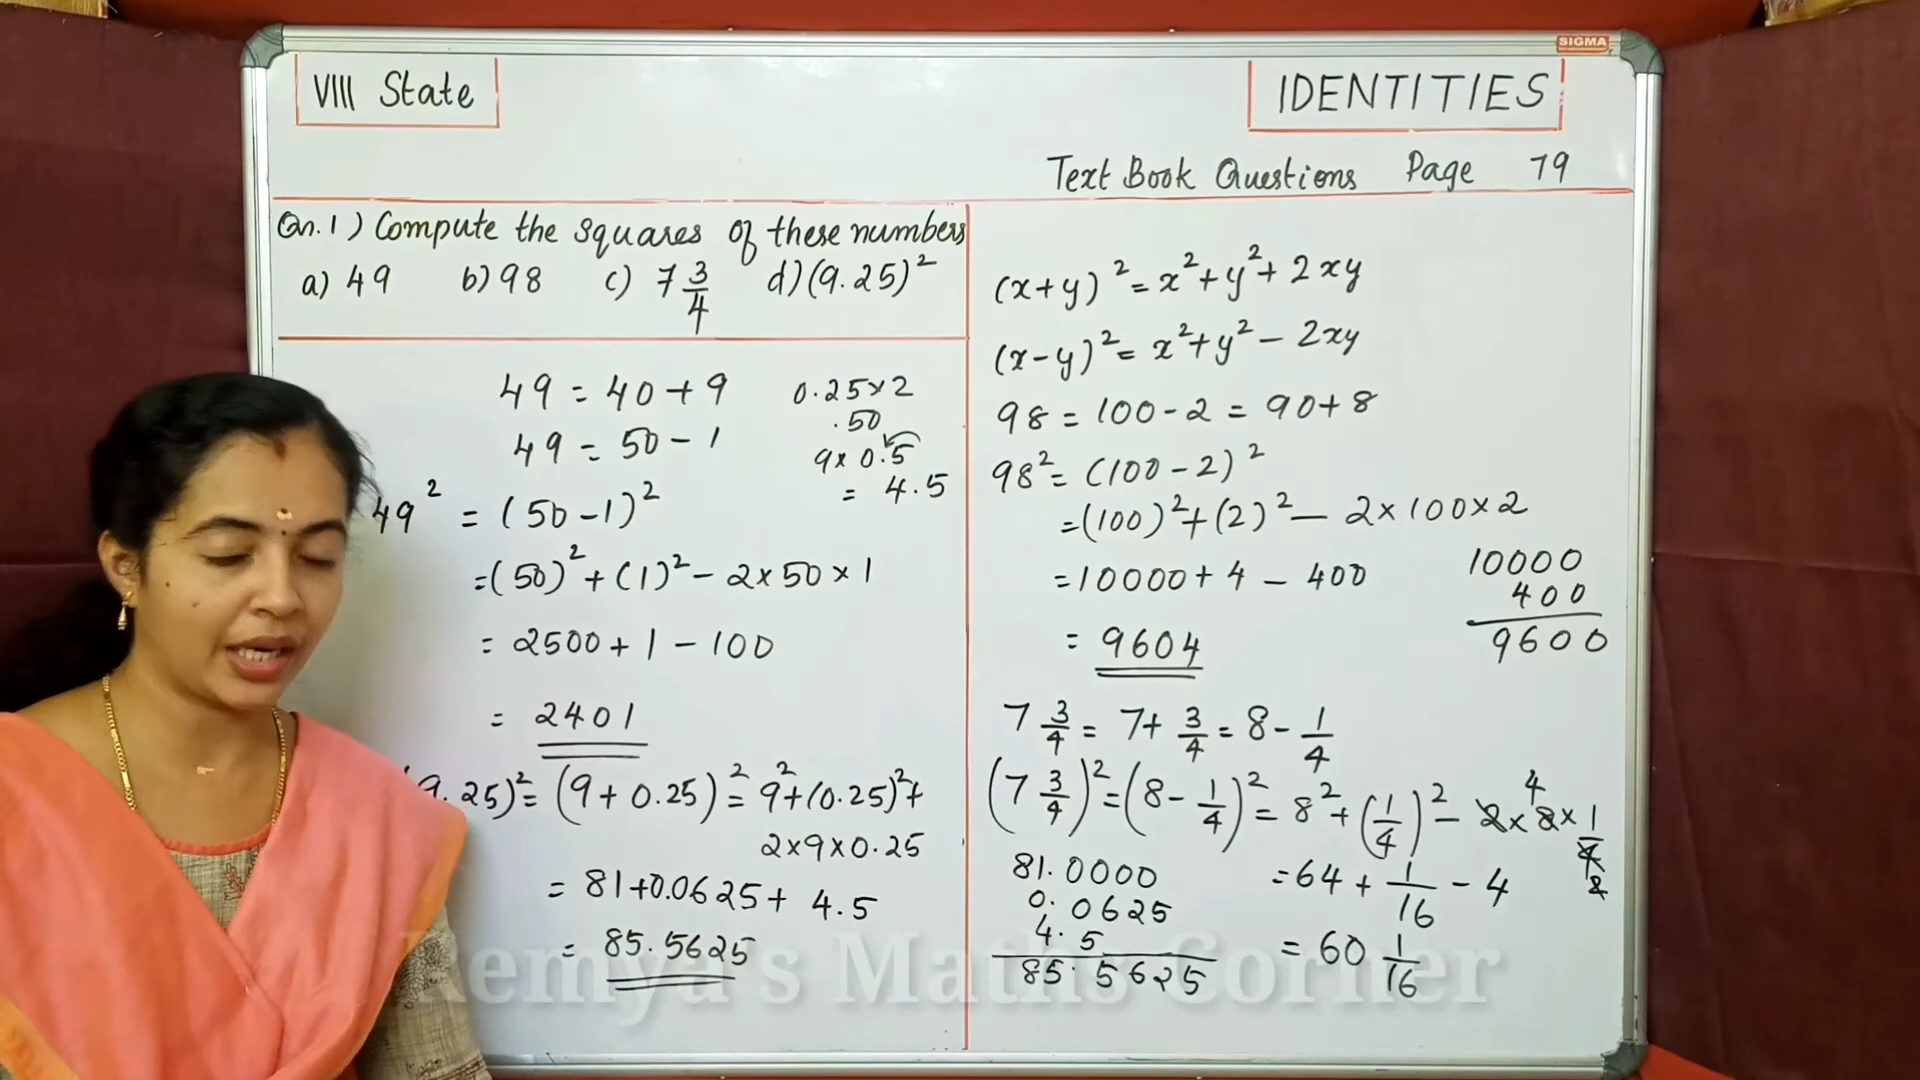 SIGMA
VIII State
IDENTITIES
Text Book Questions Page 79
Qn.1) Compute the squares of these numbers
a) 49 b) 98 c) 7 3/4 d) (9.25)²
49 = 40 + 9
49 = 50 - 1
0.25×2
.50
9× 0.5
= 4.5
49² = (50-1)²
=(50)² + (1)² - 2×50×1
= 2500 + 1 - 100
= 2401
9.25)² = (9 + 0.25)² = 9² + (0.25)² +
2×9×0.25
= 81+0.0625+ 4.5
= 85.5625
(x+y)² = x² + y² + 2xy
(x-y)² = x² + y² - 2xy
98 = 100-2 = 90+8
98² = (100-2)²
=(100)² + (2)² - 2×100×2
=10000 + 4 - 400
= 9604
10000
400
9600
7 3/4 = 7 + 3/4 = 8 - 1/4
(7 3/4)² = (8 - 1/4)² = 8² + (1/4)² - 2×8×1/4
4
2
= 64 + 1/16 - 4
= 60 1/16
81.0000
0.0625
4.5
85.5625
Remya's Maths Corner